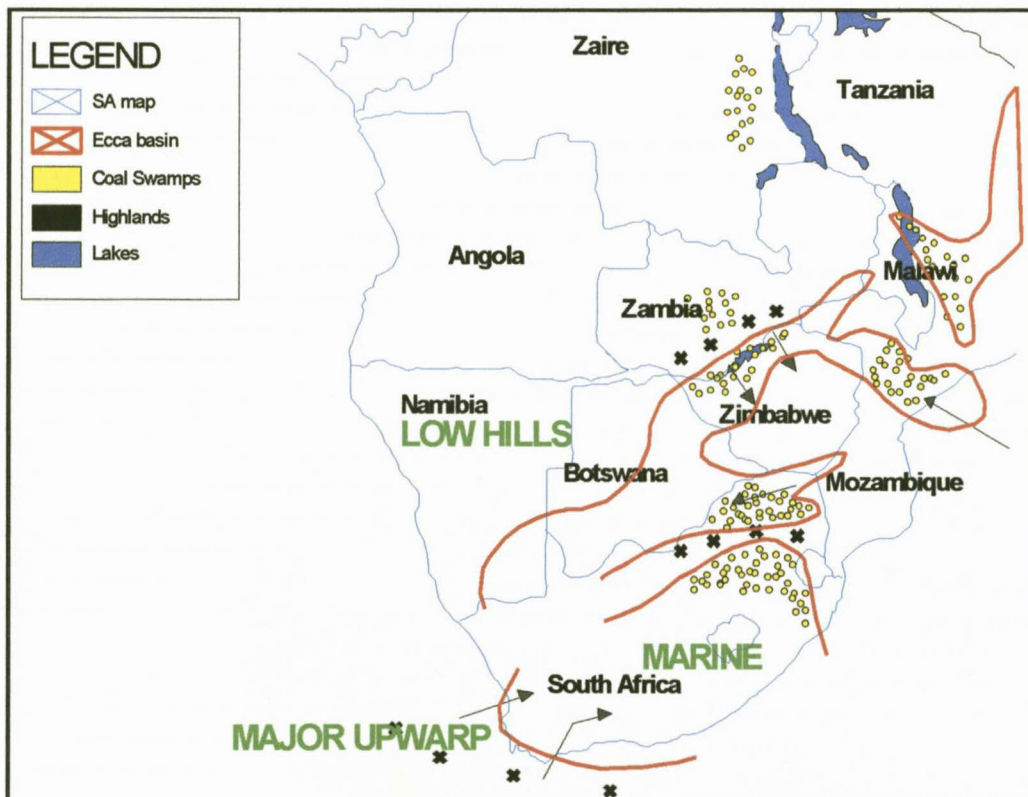 LEGEND
SA map
Ecca basin
Coal Swamps
Highlands
Lakes
Zaire
Tanzania
Angola
Malawi
Zambia
Namibia
LOW HILLS
Zimbabwe
Botswana
Mozambique
MARINE
South Africa
MAJOR UPWARP